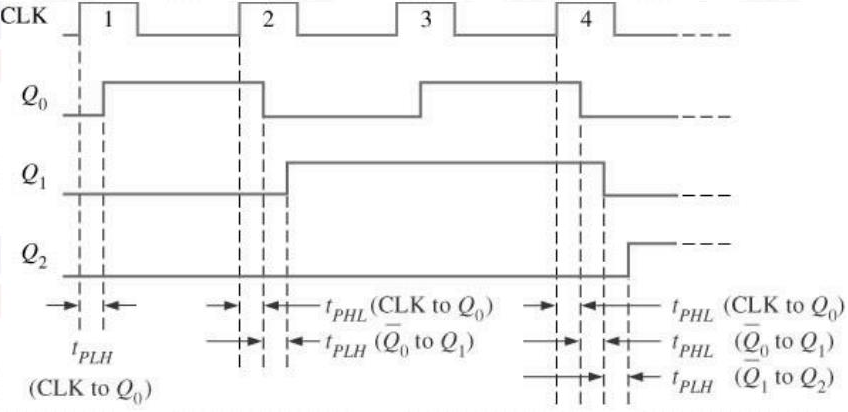 CLK 1 2 3 4
Q0
Q1
Q2
tPHL (CLK to Q0)
tPLH (Q̅0 to Q1)
tPLH
(CLK to Q0)
tPHL (CLK to Q0)
tPHL (Q̅0 to Q1)
tPLH (Q̅1 to Q2)